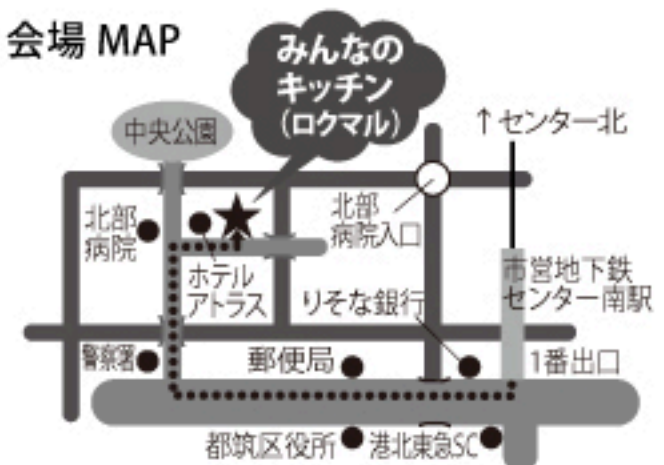 会場 MAP
みんなの
キッチン
(ロクマル)
↑センター北
中央公園
北部
病院
北部
病院入口
ホテル
アトラス
市営地下鉄
センター南駅
りそな銀行
警察署
郵便局
1番出口
都筑区役所
港北東急SC